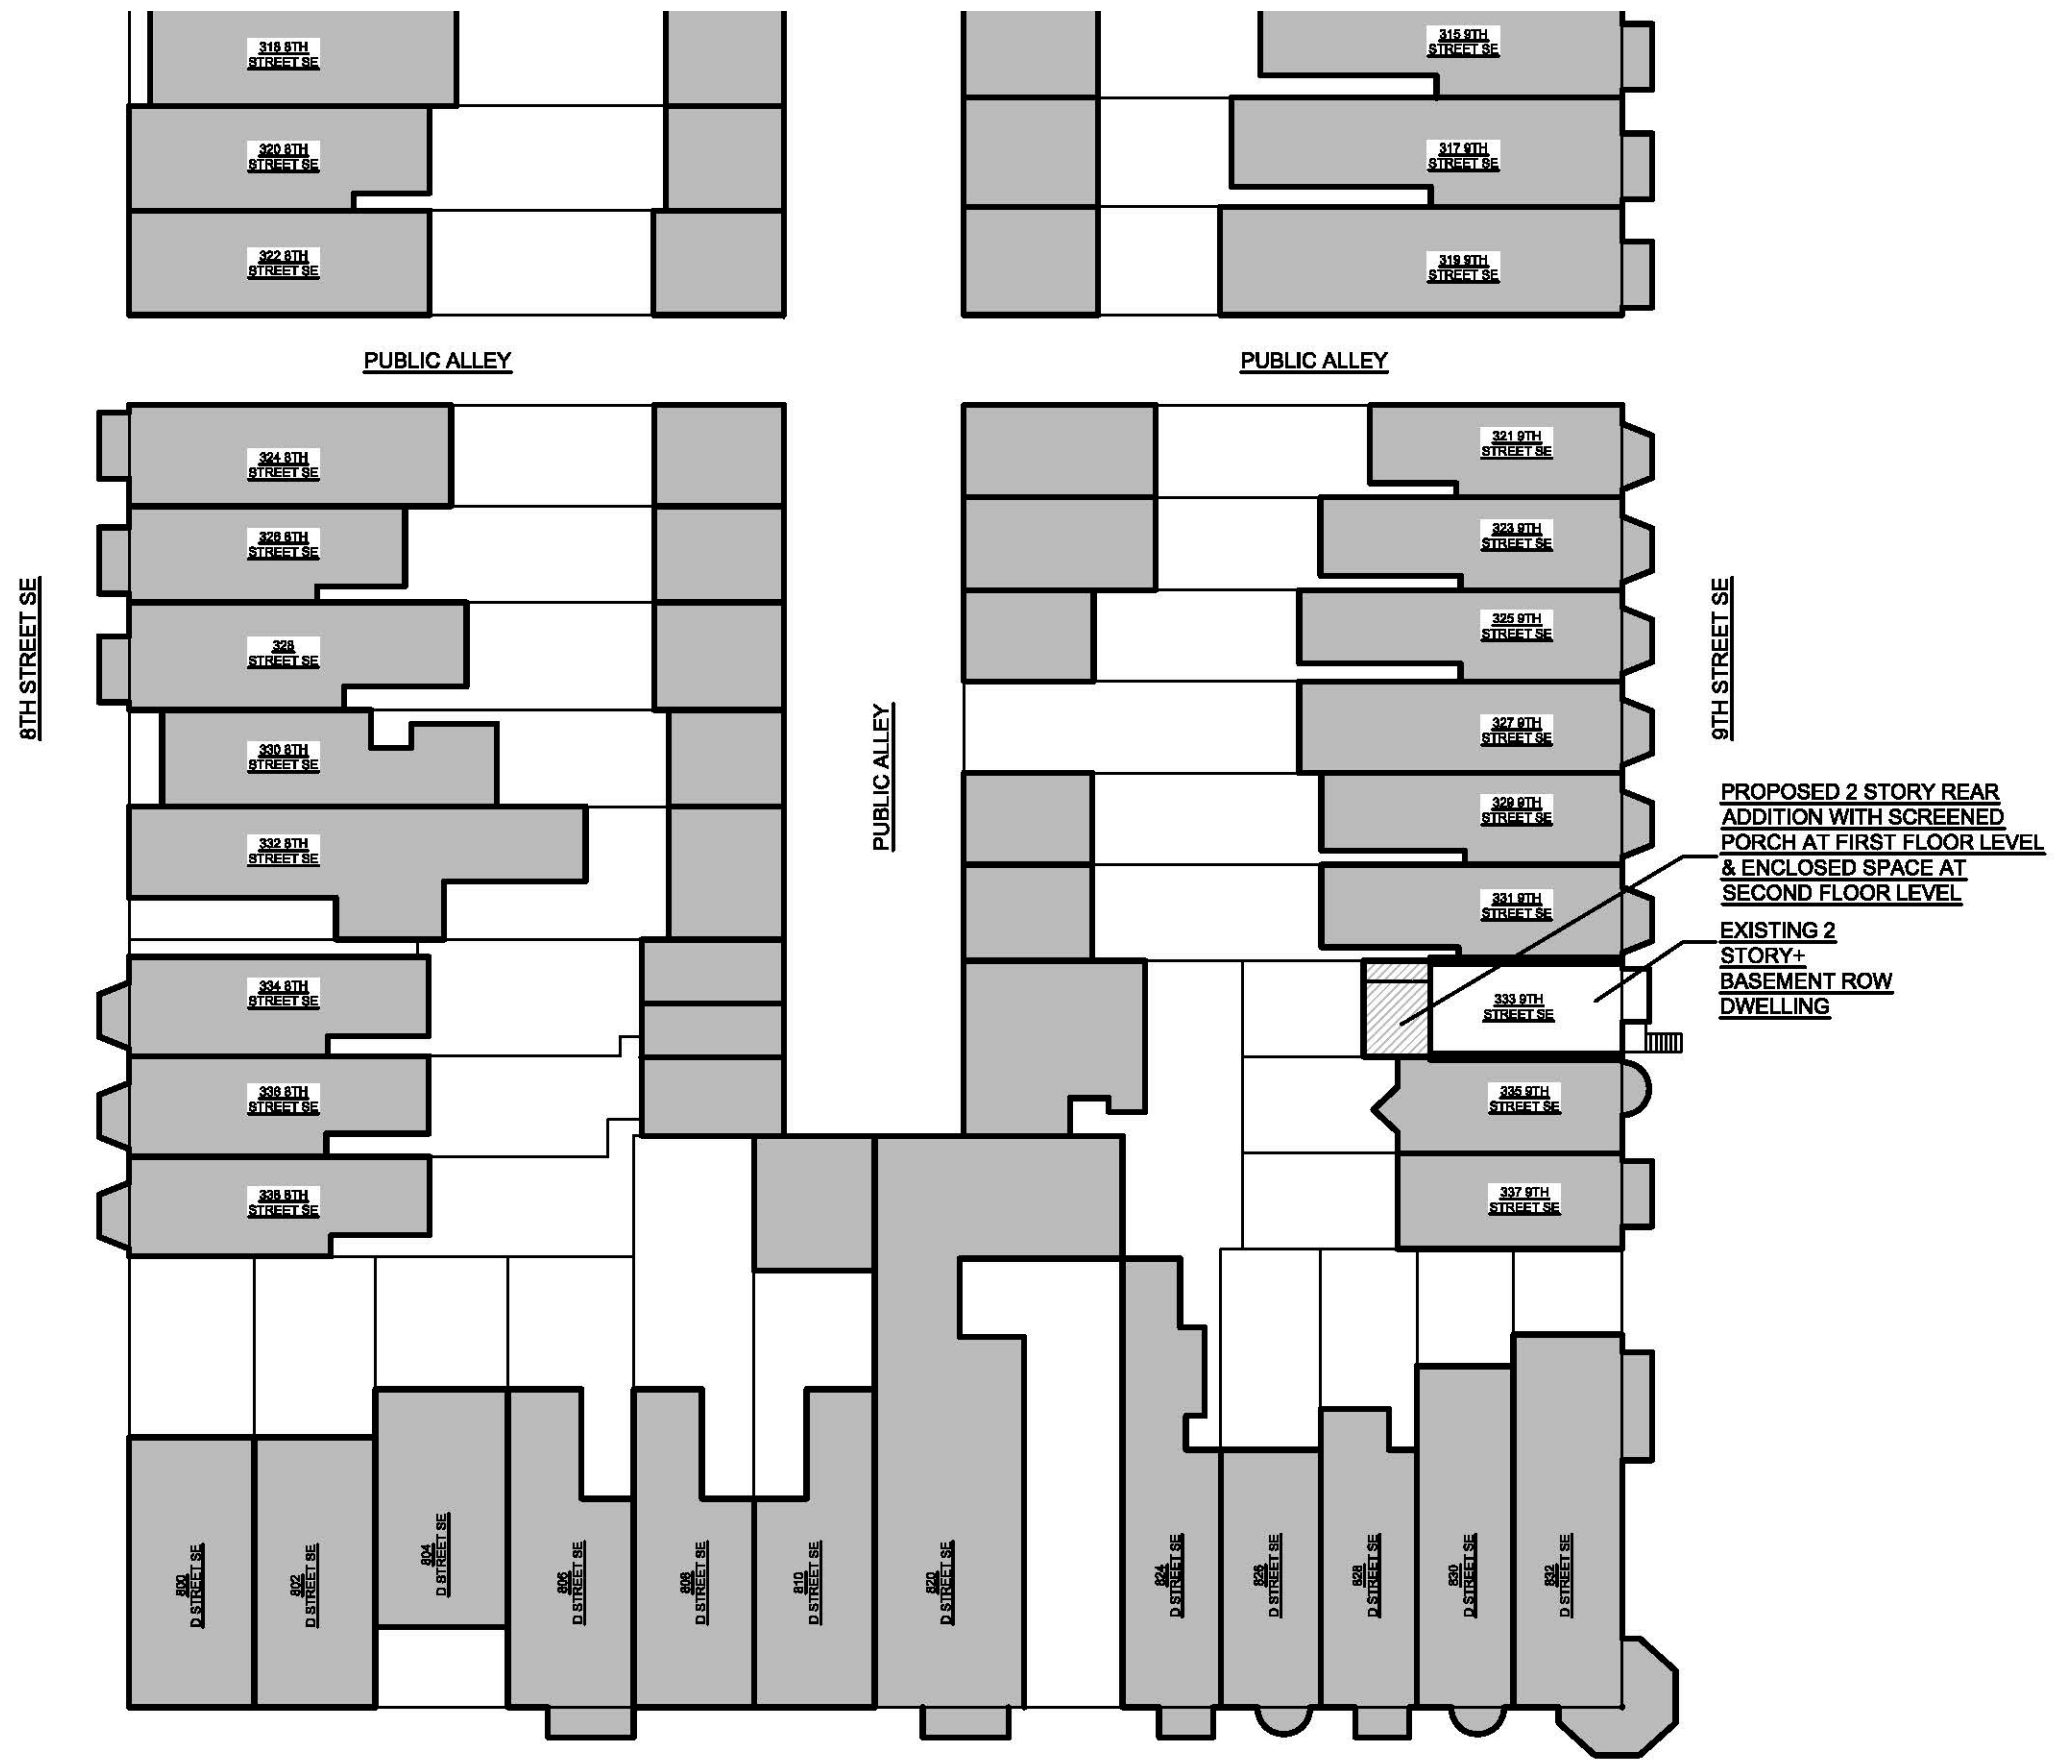 318 8TH
STREET SE
315 9TH
STREET SE
320 8TH
STREET SE
317 9TH
STREET SE
322 8TH
STREET SE
319 9TH
STREET SE
PUBLIC ALLEY
PUBLIC ALLEY
324 8TH
STREET SE
321 9TH
STREET SE
326 8TH
STREET SE
323 9TH
STREET SE
8TH STREET SE
328
STREET SE
325 9TH
STREET SE
9TH STREET SE
330 8TH
STREET SE
PUBLIC ALLEY
327 9TH
STREET SE
332 8TH
STREET SE
329 9TH
STREET SE
PROPOSED 2 STORY REAR
ADDITION WITH SCREENED
PORCH AT FIRST FLOOR LEVEL
& ENCLOSED SPACE AT
SECOND FLOOR LEVEL
331 9TH
STREET SE
EXISTING 2
STORY+
BASEMENT ROW
DWELLING
334 8TH
STREET SE
333 9TH
STREET SE
336 8TH
STREET SE
335 9TH
STREET SE
338 8TH
STREET SE
337 9TH
STREET SE
800
D STREET SE
802
D STREET SE
804
D STREET SE
806
D STREET SE
808
D STREET SE
810
D STREET SE
820
D STREET SE
824
D STREET SE
826
D STREET SE
828
D STREET SE
830
D STREET SE
832
D STREET SE